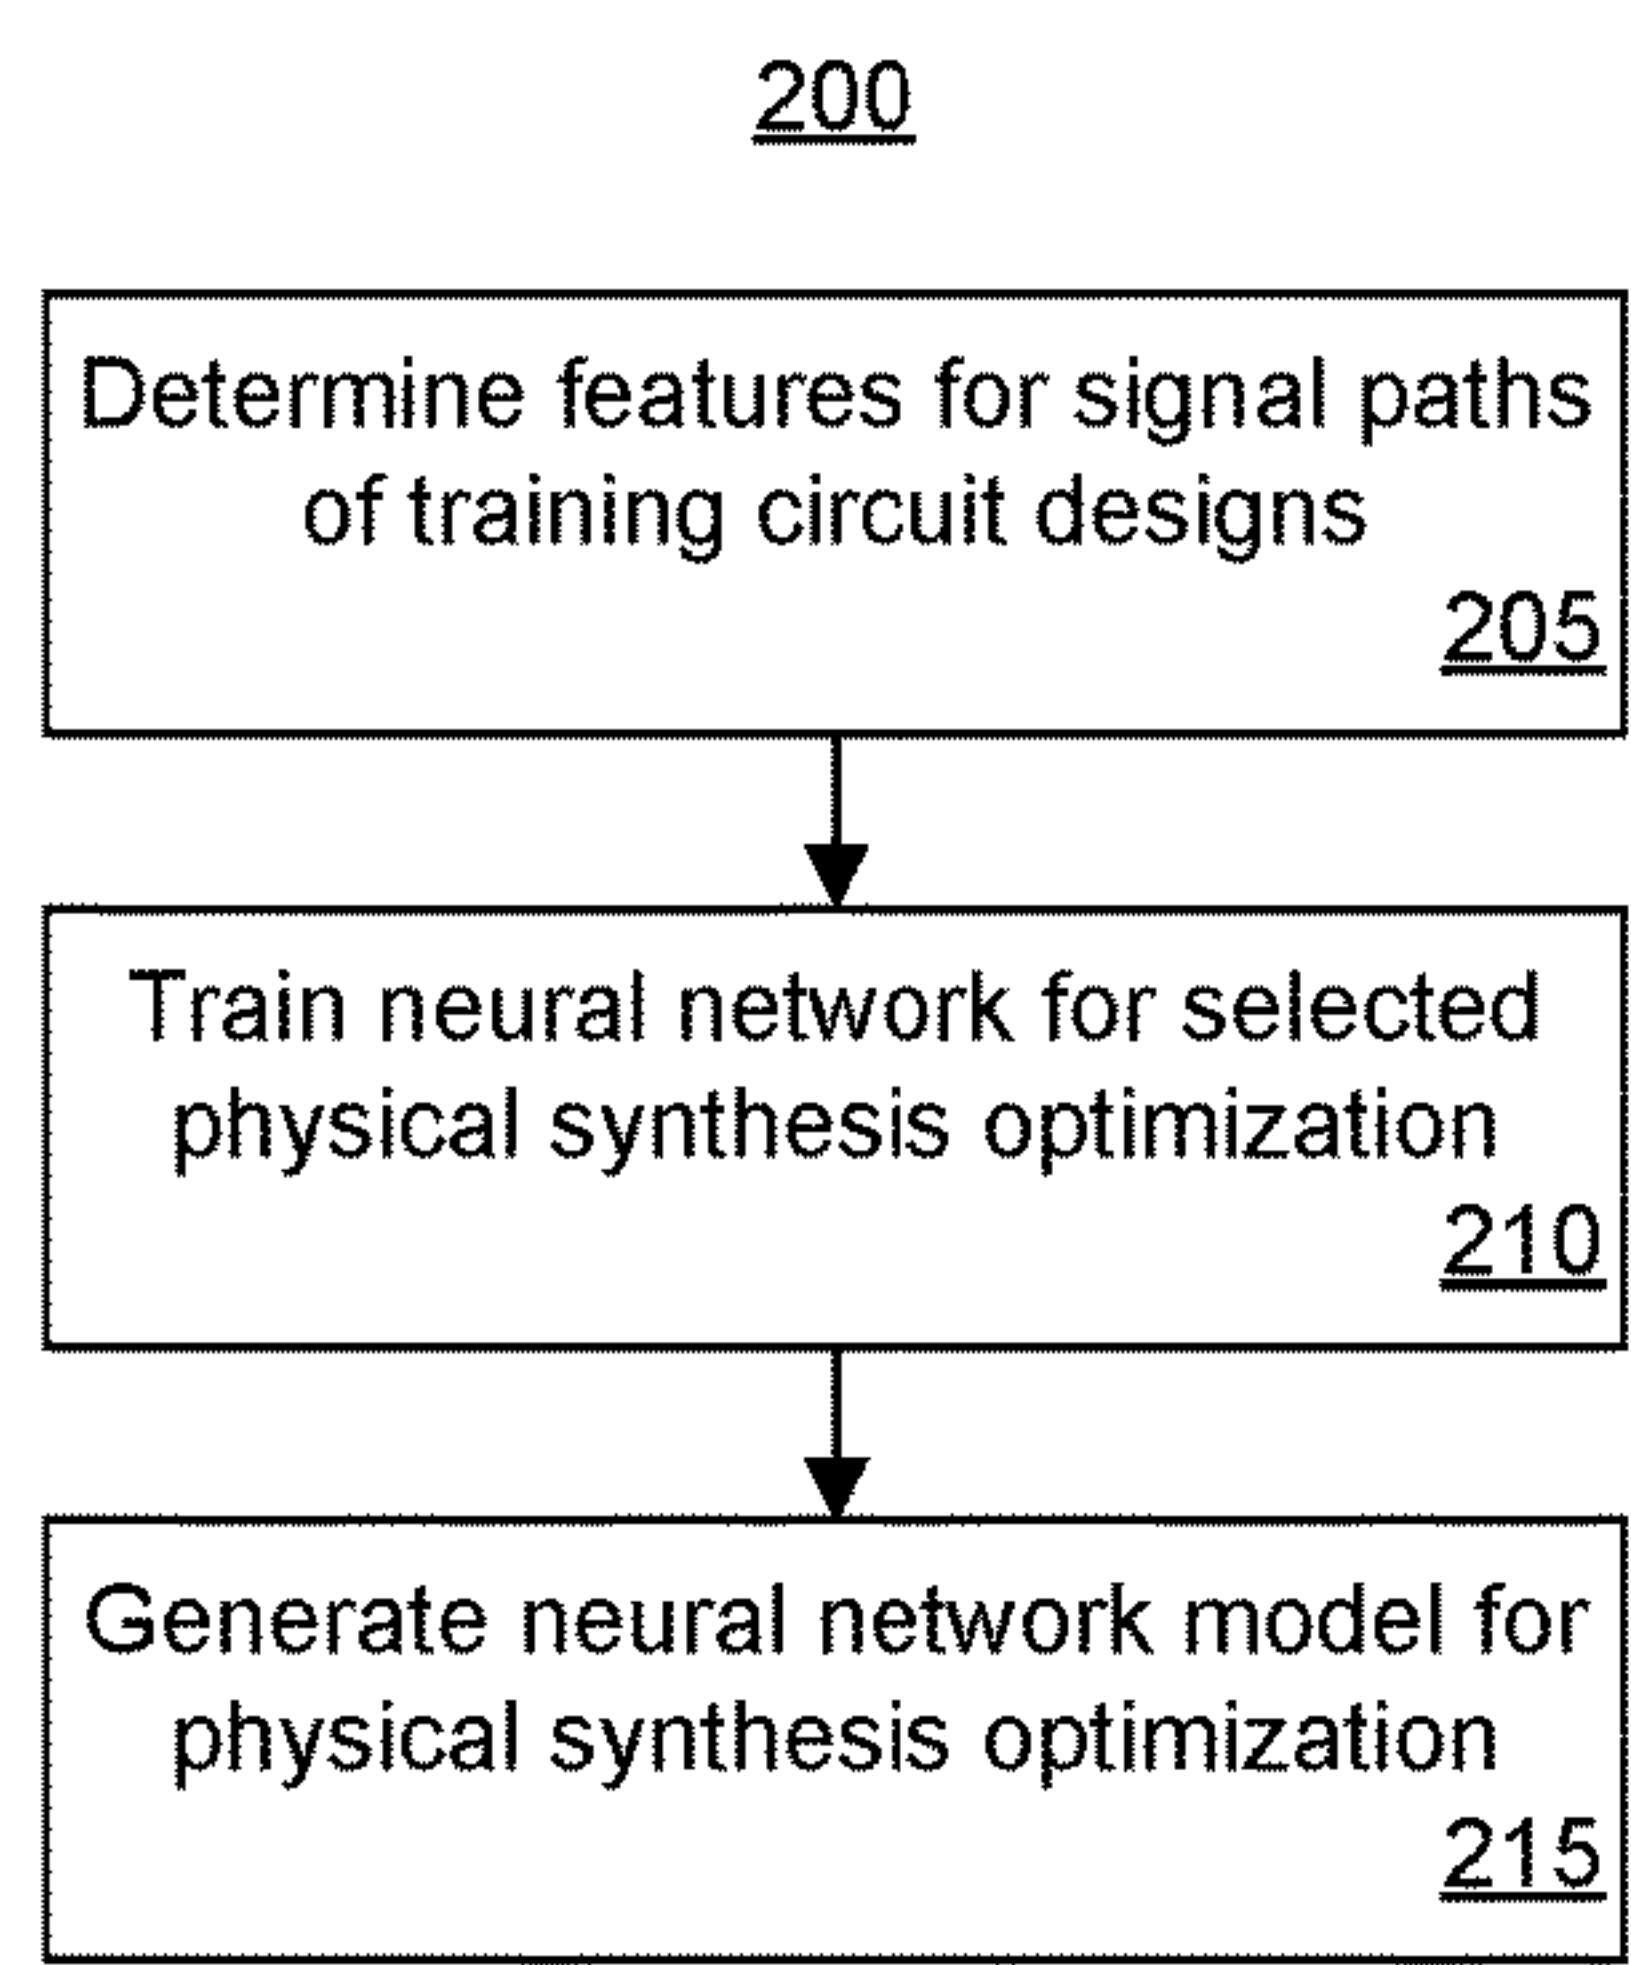 200
Determine features for signal paths
of training circuit designs
205
Train neural network for selected
physical synthesis optimization
210
Generate neural network model for
physical synthesis optimization
215